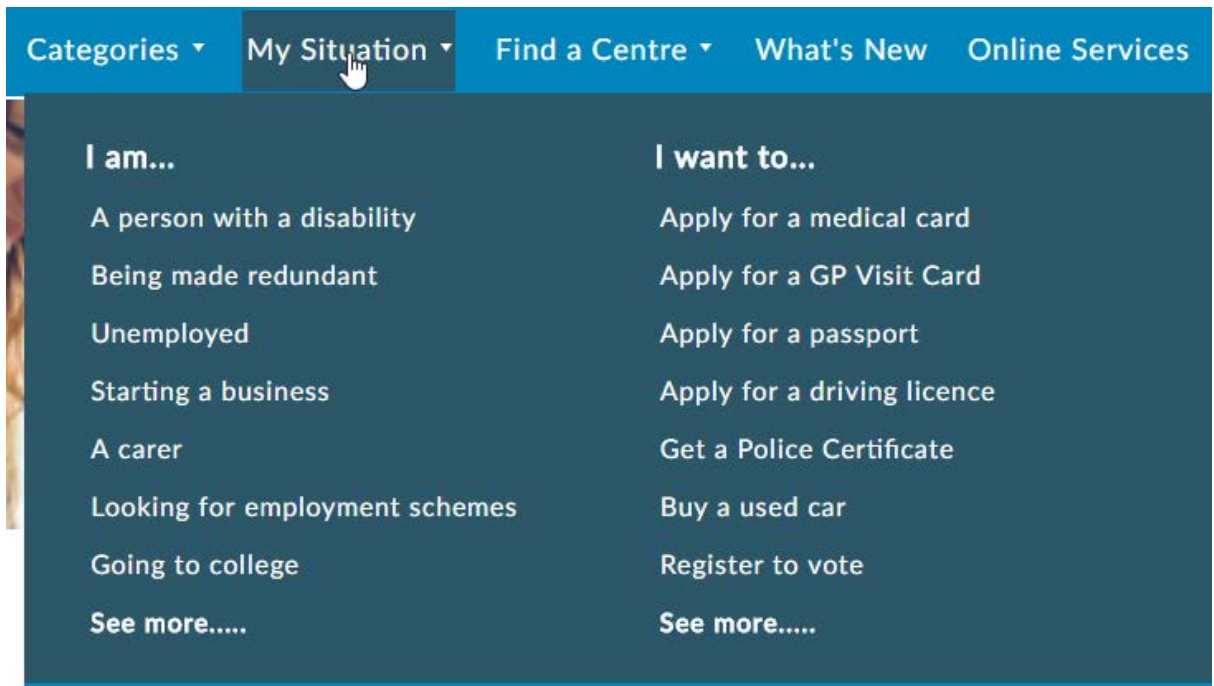 Categories My Situation Find a Centre What's New Online Services
I am...
A person with a disability
Being made redundant
Unemployed
Starting a business
A carer
Looking for employment schemes
Going to college
See more.....
I want to...
Apply for a medical card
Apply for a GP Visit Card
Apply for a passport
Apply for a driving licence
Get a Police Certificate
Buy a used car
Register to vote
See more.....